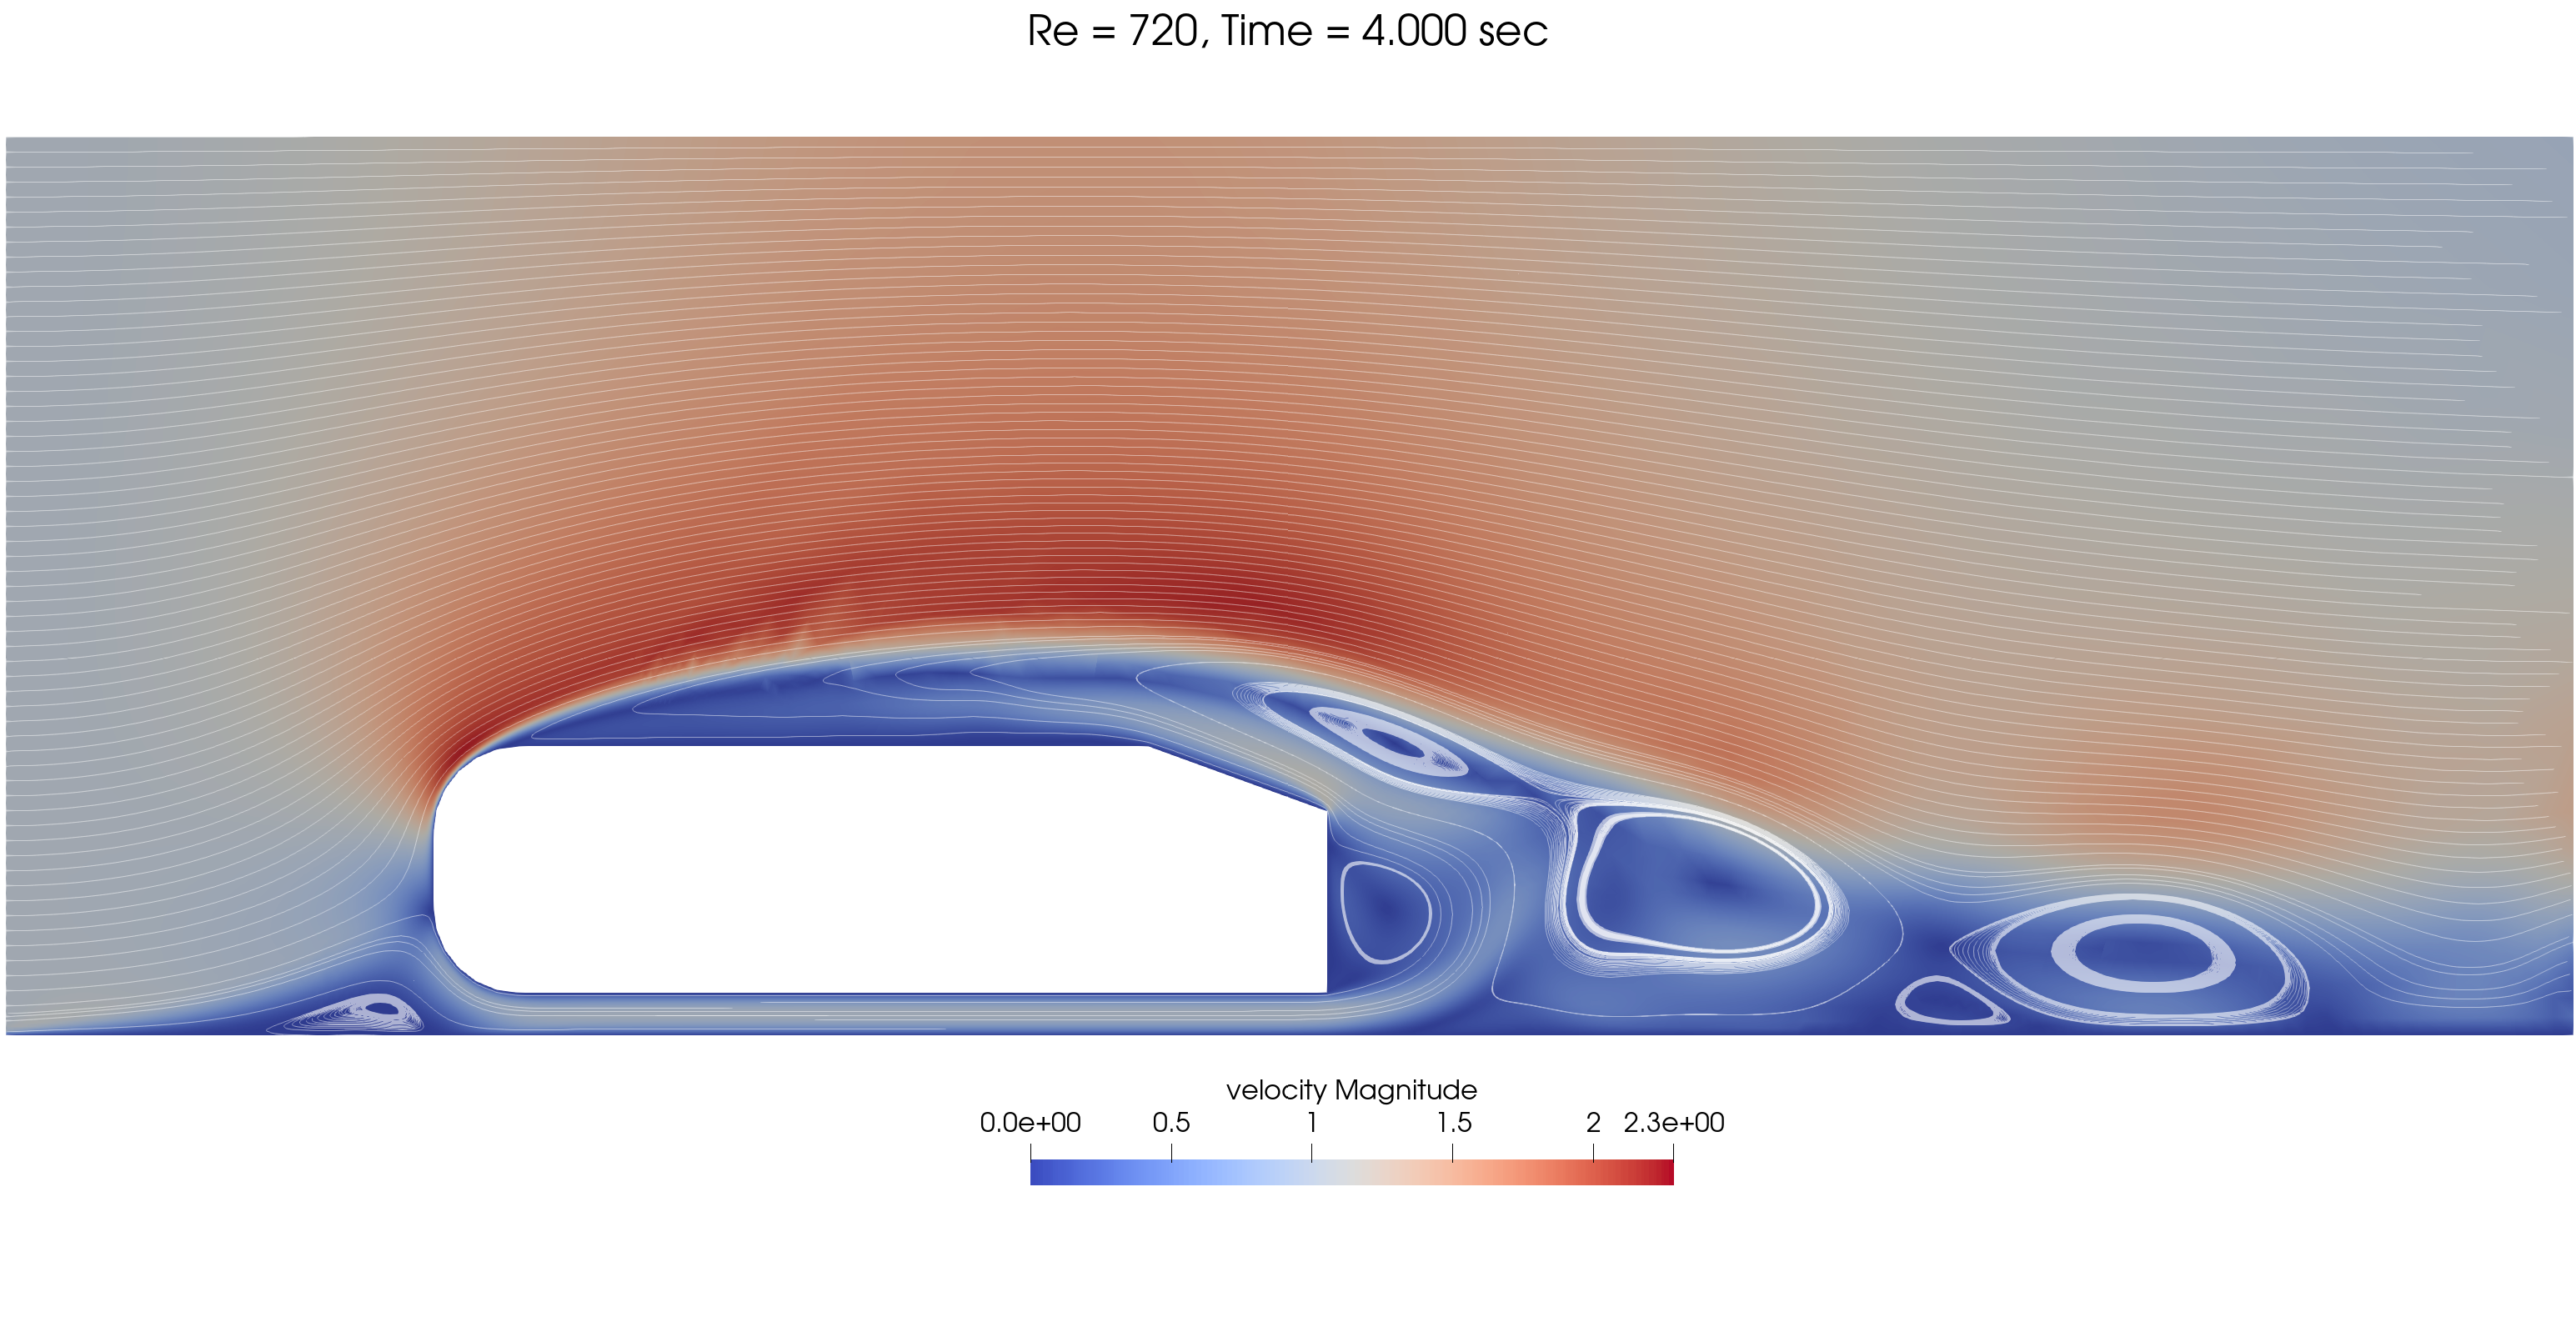 Re = 720, Time = 4.000 sec
velocity Magnitude
0.0e+00 0.5 1 1.5 2 2.3e+00